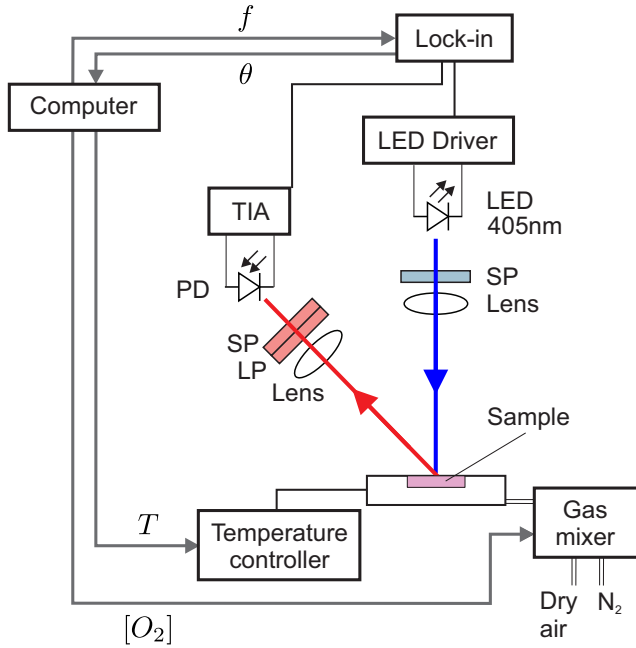 f
Lock-in
θ
Computer
LED Driver
TIA
LED
405nm
PD
SP
Lens
SP
LP
Lens
Sample
T
Temperature
controller
Gas
mixer
Dry
air
N₂
[O₂]